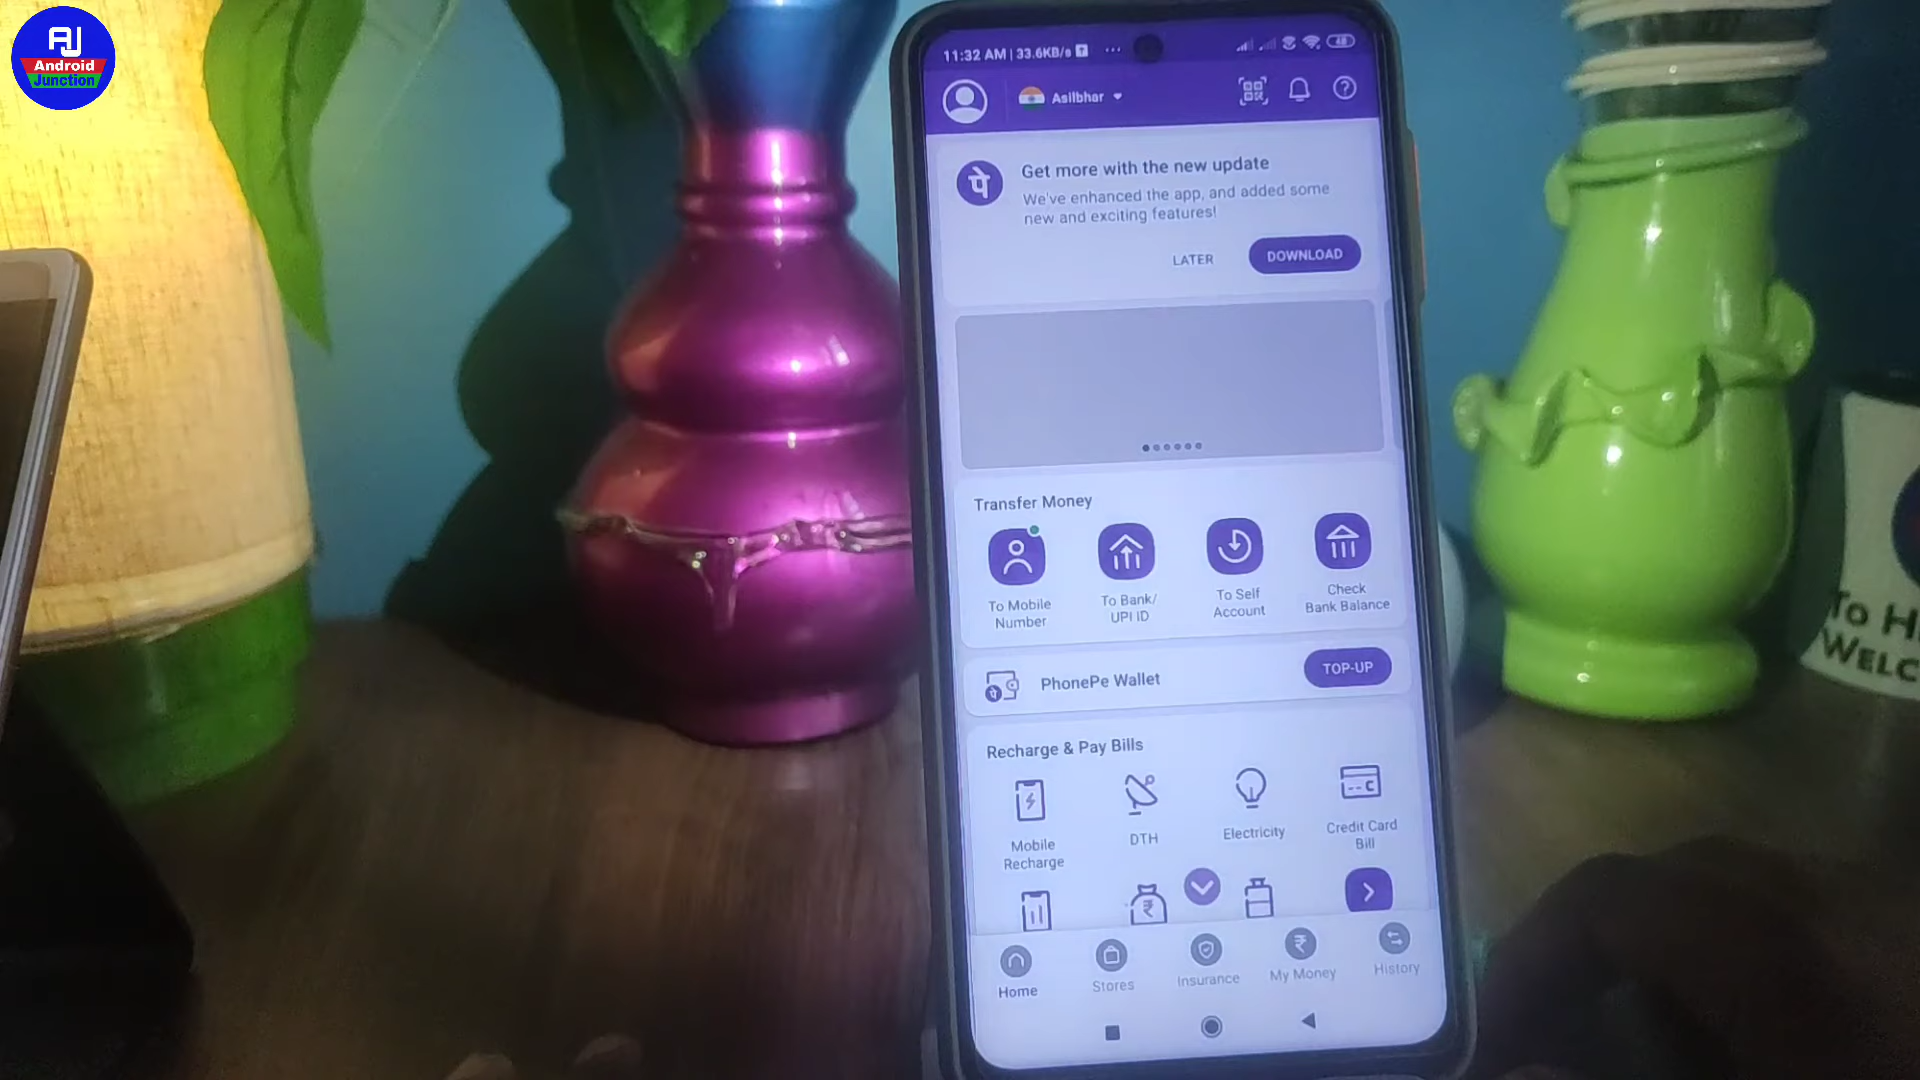 AJ
Android
Junction
11:32 AM | 33.6KB/s
48
Asilbhar
पे
Get more with the new update
We've enhanced the app, and added some
new and exciting features!
LATER
DOWNLOAD
Transfer Money
To Mobile
Number
To Bank/
UPI ID
To Self
Account
Check
Bank Balance
PhonePe Wallet
TOP-UP
Recharge & Pay Bills
Mobile
Recharge
DTH
Electricity
Credit Card
Bill
Home
Stores
Insurance
My Money
History
To H
WELC